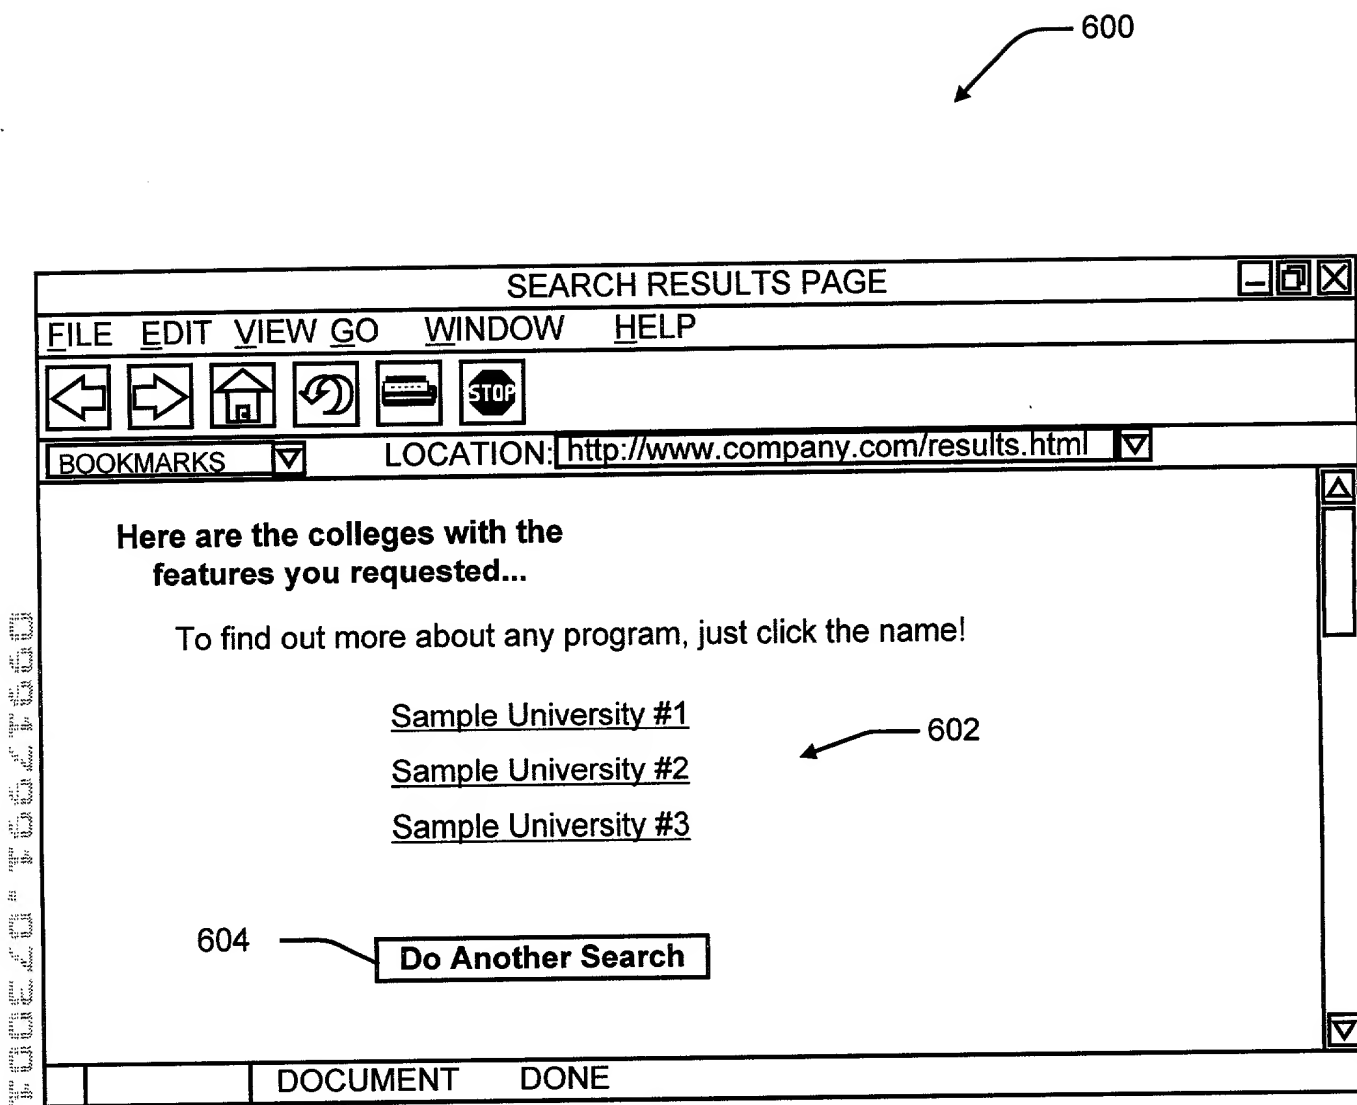 600
SEARCH RESULTS PAGE
FILE EDIT VIEW GO WINDOW HELP
STOP
BOOKMARKS LOCATION: http://www.company.com/results.html
Here are the colleges with the
features you requested...
To find out more about any program, just click the name!
Sample University #1
602
Sample University #2
Sample University #3
604
Do Another Search
DOCUMENT DONE